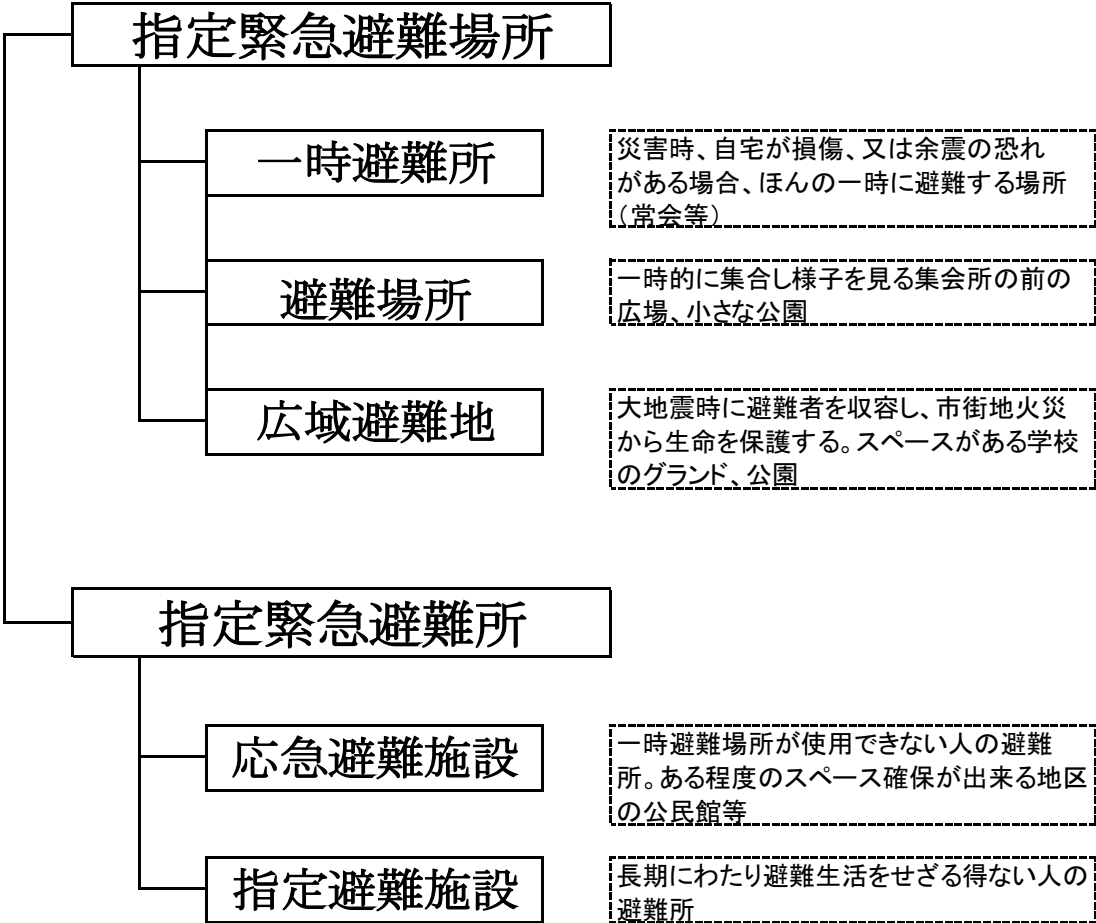 指定緊急避難場所
一時避難所
災害時、自宅が損傷、又は余震の恐れ
がある場合、ほんの一時に避難する場所
（常会等）
避難場所
一時的に集合し様子を見る集会所の前の
広場、小さな公園
広域避難地
大地震時に避難者を収容し、市街地火災
から生命を保護する。スペースがある学校
のグランド、公園
指定緊急避難所
応急避難施設
一時避難場所が使用できない人の避難
所。ある程度のスペース確保が出来る地区
の公民館等
指定避難施設
長期にわたり避難生活をせざる得ない人の
避難所